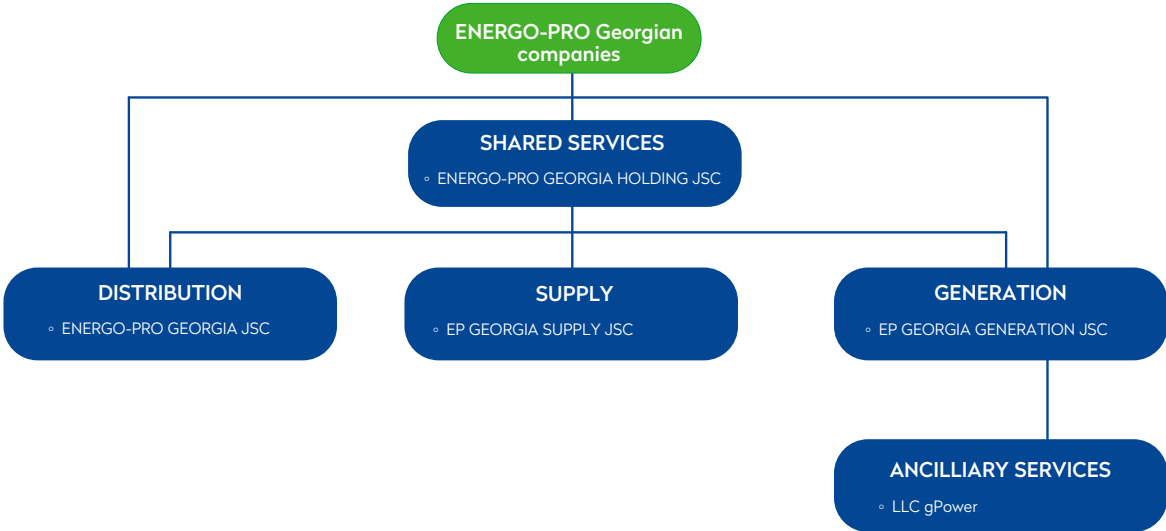 ENERGO-PRO Georgian
companies
SHARED SERVICES
◦ ENERGO-PRO GEORGIA HOLDING JSC
DISTRIBUTION
◦ ENERGO-PRO GEORGIA JSC
SUPPLY
◦ EP GEORGIA SUPPLY JSC
GENERATION
◦ EP GEORGIA GENERATION JSC
ANCILLIARY SERVICES
◦ LLC gPower